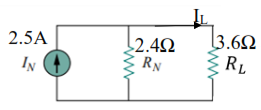 I_L
2.5A
2.4Ω
3.6Ω
I_N
R_N
R_L